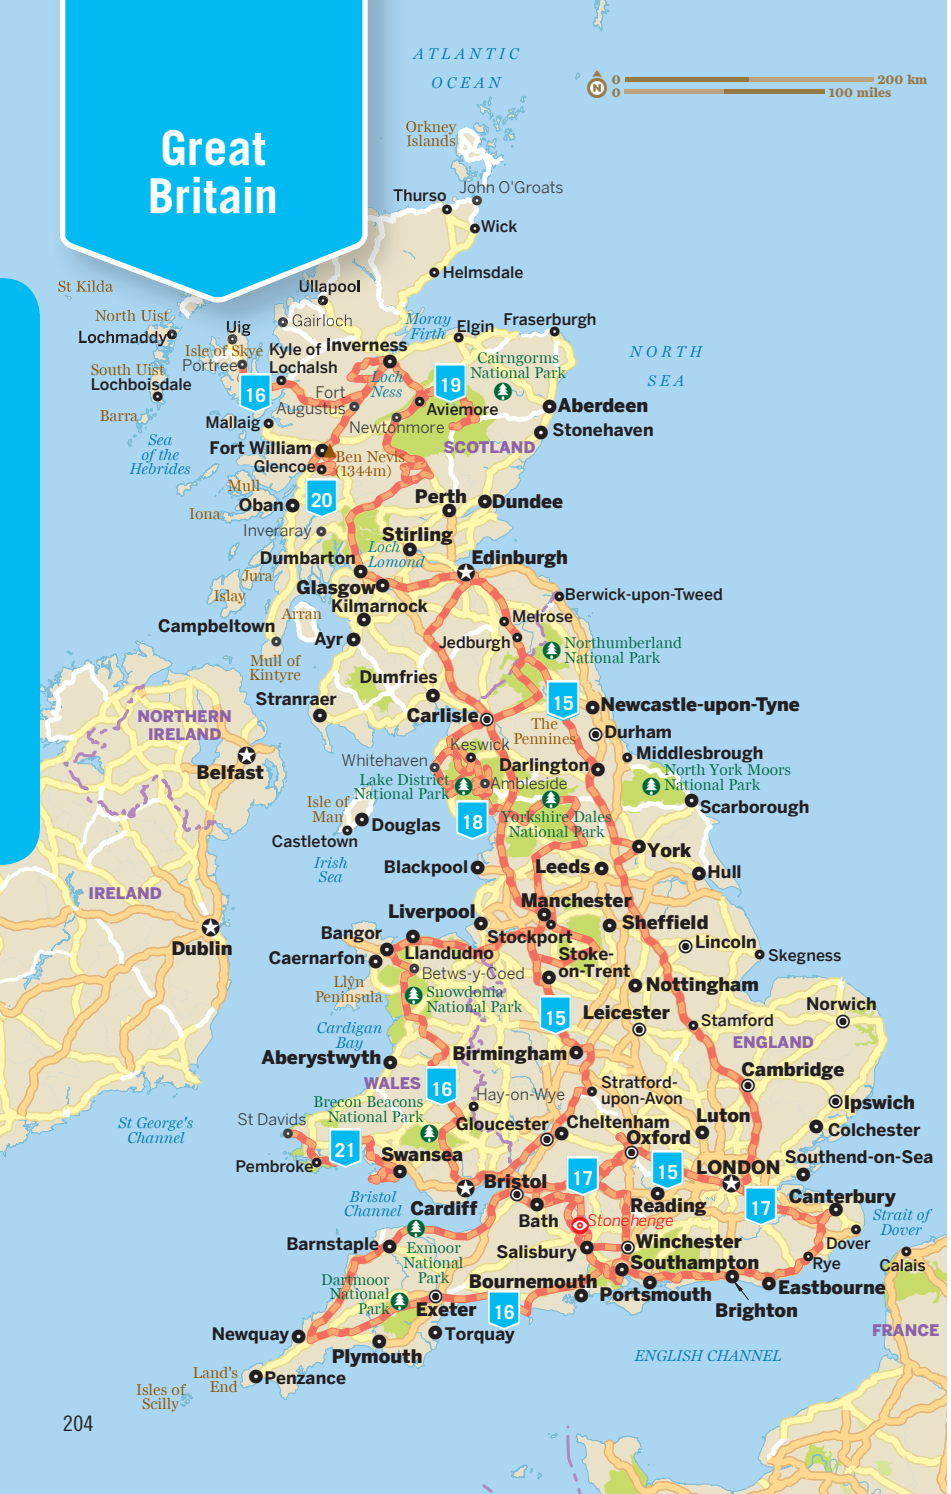 Great
Britain
ATLANTIC
OCEAN
N
0
200 km
0
100 miles
Orkney
Islands
John O'Groats
Thurso
Wick
Helmsdale
St Kilda
Ullapool
North Uist
Lochmaddy
Uig
Gairloch
Moray
Firth
Elgin
Fraserburgh
Isle of Skye
Portree
Kyle of
Lochalsh
Inverness
NORTH
SEA
Cairngorms
National Park
South Uist
Lochboisdale
16
Loch
Ness
19
Fort
Augustus
Aviemore
Aberdeen
Barra
Mallaig
Newtonmore
Stonehaven
Sea
of the
Hebrides
Fort William
SCOTLAND
Glencoe
Ben Nevis
(1344m)
Mull
20
Iona
Oban
Perth
Dundee
Inveraray
Stirling
Loch
Lomond
Dumbarton
Edinburgh
Jura
Glasgow
Islay
Kilmarnock
Berwick-upon-Tweed
Arran
Melrose
Campbeltown
Ayr
Jedburgh
Northumberland
National Park
Mull of
Kintyre
Dumfries
Stranraer
15
Newcastle-upon-Tyne
NORTHERN
IRELAND
Carlisle
The
Pennines
Durham
Keswick
Middlesbrough
Whitehaven
Belfast
Darlington
North York Moors
National Park
Lake District
National Park
Ambleside
Isle of
Man
Douglas
18
Yorkshire Dales
National Park
Scarborough
Castletown
Irish
Sea
York
Blackpool
Leeds
Hull
IRELAND
Manchester
Liverpool
Sheffield
Bangor
Stockport
Lincoln
Dublin
Caernarfon
Llandudno
Stoke-
on-Trent
Skegness
Betws-y-Coed
Llŷn
Peninsula
Snowdonia
National Park
Nottingham
Norwich
15
Leicester
Stamford
Cardigan
Bay
ENGLAND
Aberystwyth
Birmingham
Cambridge
WALES
16
Stratford-
upon-Avon
Hay-on-Wye
Brecon Beacons
National Park
Ipswich
St George's
Channel
St Davids
Gloucester
Cheltenham
Luton
Colchester
21
Oxford
Swansea
Pembroke
15
LONDON
Southend-on-Sea
17
Bristol
Bristol
Channel
Cardiff
Reading
17
Canterbury
Bath
Stonehenge
Strait of
Dover
Barnstaple
Exmoor
National
Park
Salisbury
Winchester
Dover
Southampton
Rye
Calais
Dartmoor
National
Park
Bournemouth
Portsmouth
Eastbourne
Exeter
16
Brighton
Newquay
Torquay
FRANCE
Plymouth
ENGLISH CHANNEL
Land's
End
Penzance
Isles of
Scilly
204